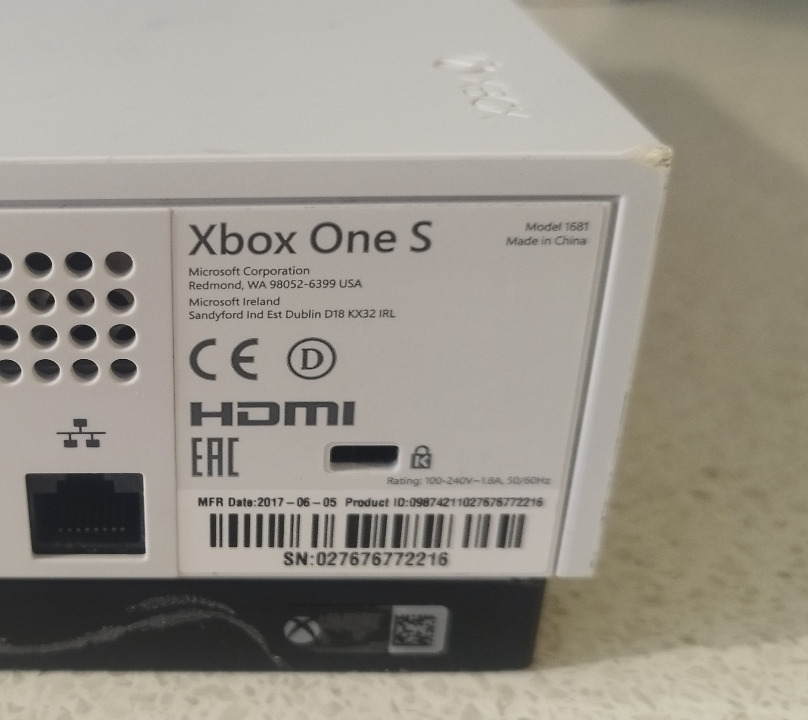 XBOX
Xbox One S
Model 1681
Made in China
Microsoft Corporation
Redmond, WA 98052-6399 USA
Microsoft Ireland
Sandyford Ind Est Dublin D18 KX32 IRL
CE D
HDMI
EAC
K
Rating: 100-240V~1.8A, 50/60Hz
MFR Date:2017-06-05 Product ID:09874211027676772216
SN:027676772216